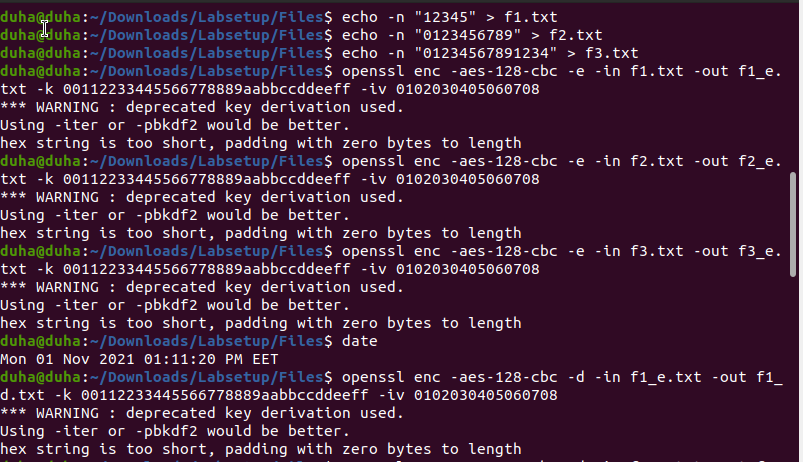 duha@duha:~/Downloads/Labsetup/Files$ echo -n "12345" > f1.txt
duha@duha:~/Downloads/Labsetup/Files$ echo -n "0123456789" > f2.txt
duha@duha:~/Downloads/Labsetup/Files$ echo -n "01234567891234" > f3.txt
duha@duha:~/Downloads/Labsetup/Files$ openssl enc -aes-128-cbc -e -in f1.txt -out f1_e.
txt -k 00112233445566778889aabbccddeeff -iv 0102030405060708
*** WARNING : deprecated key derivation used.
Using -iter or -pbkdf2 would be better.
hex string is too short, padding with zero bytes to length
duha@duha:~/Downloads/Labsetup/Files$ openssl enc -aes-128-cbc -e -in f2.txt -out f2_e.
txt -k 00112233445566778889aabbccddeeff -iv 0102030405060708
*** WARNING : deprecated key derivation used.
Using -iter or -pbkdf2 would be better.
hex string is too short, padding with zero bytes to length
duha@duha:~/Downloads/Labsetup/Files$ openssl enc -aes-128-cbc -e -in f3.txt -out f3_e.
txt -k 00112233445566778889aabbccddeeff -iv 0102030405060708
*** WARNING : deprecated key derivation used.
Using -iter or -pbkdf2 would be better.
hex string is too short, padding with zero bytes to length
duha@duha:~/Downloads/Labsetup/Files$ date
Mon 01 Nov 2021 01:11:20 PM EET
duha@duha:~/Downloads/Labsetup/Files$ openssl enc -aes-128-cbc -d -in f1_e.txt -out f1_
d.txt -k 00112233445566778889aabbccddeeff -iv 0102030405060708
*** WARNING : deprecated key derivation used.
Using -iter or -pbkdf2 would be better.
hex string is too short, padding with zero bytes to length